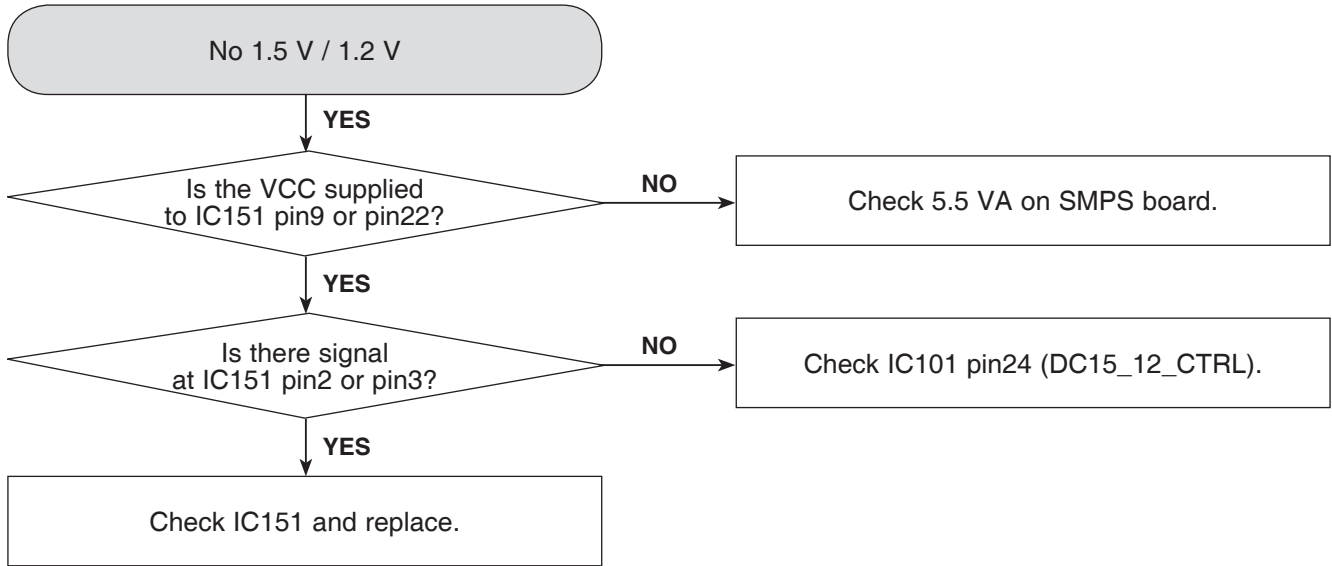 No 1.5 V / 1.2 V
YES
Is the VCC supplied
to IC151 pin9 or pin22?
NO
Check 5.5 VA on SMPS board.
YES
Is there signal
at IC151 pin2 or pin3?
NO
Check IC101 pin24 (DC15_12_CTRL).
YES
Check IC151 and replace.